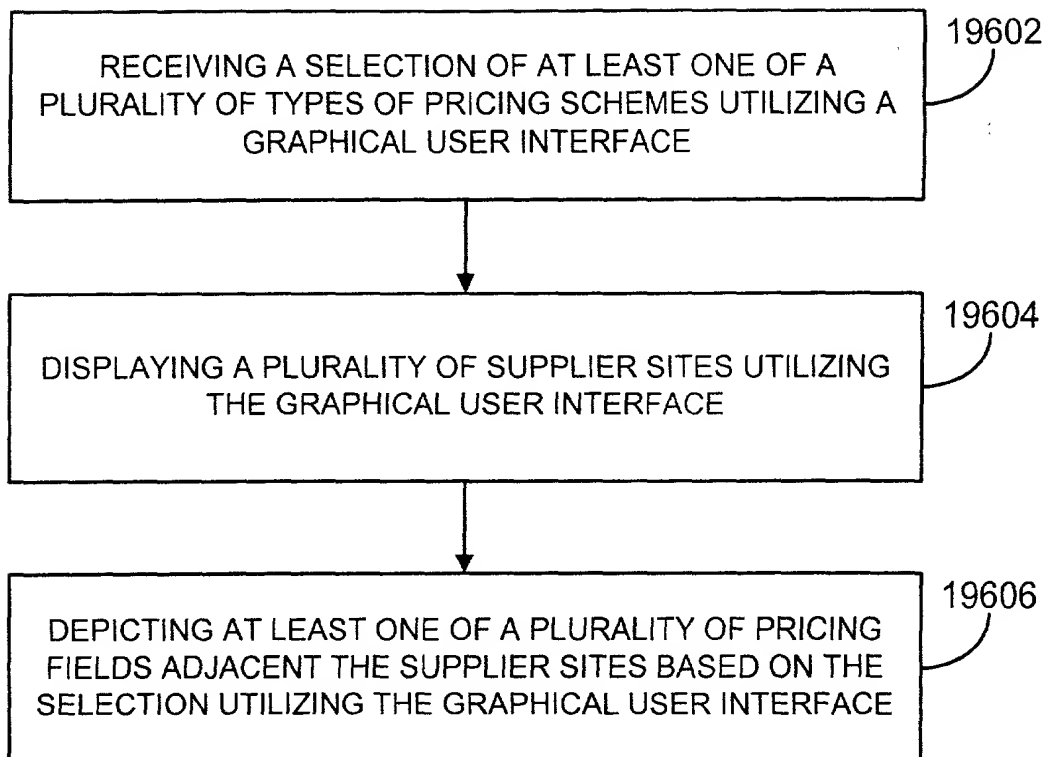 19602
RECEIVING A SELECTION OF AT LEAST ONE OF A
PLURALITY OF TYPES OF PRICING SCHEMES UTILIZING A
GRAPHICAL USER INTERFACE
19604
DISPLAYING A PLURALITY OF SUPPLIER SITES UTILIZING
THE GRAPHICAL USER INTERFACE
19606
DEPICTING AT LEAST ONE OF A PLURALITY OF PRICING
FIELDS ADJACENT THE SUPPLIER SITES BASED ON THE
SELECTION UTILIZING THE GRAPHICAL USER INTERFACE